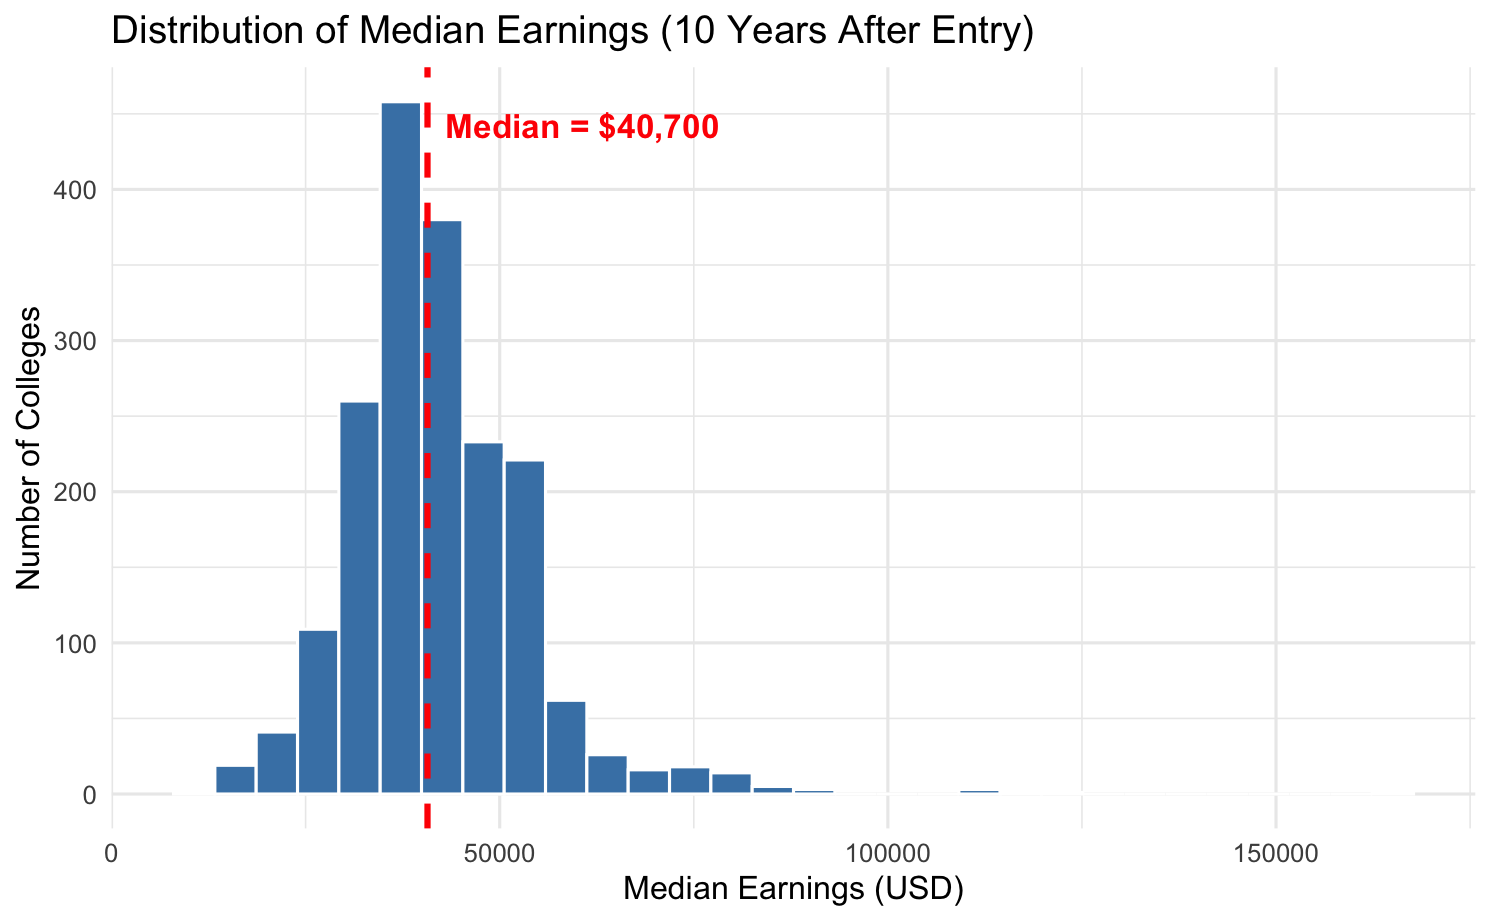 Distribution of Median Earnings (10 Years After Entry)
Median = $40,700
Number of Colleges
400
300
200
100
0
0 50000 100000 150000
Median Earnings (USD)